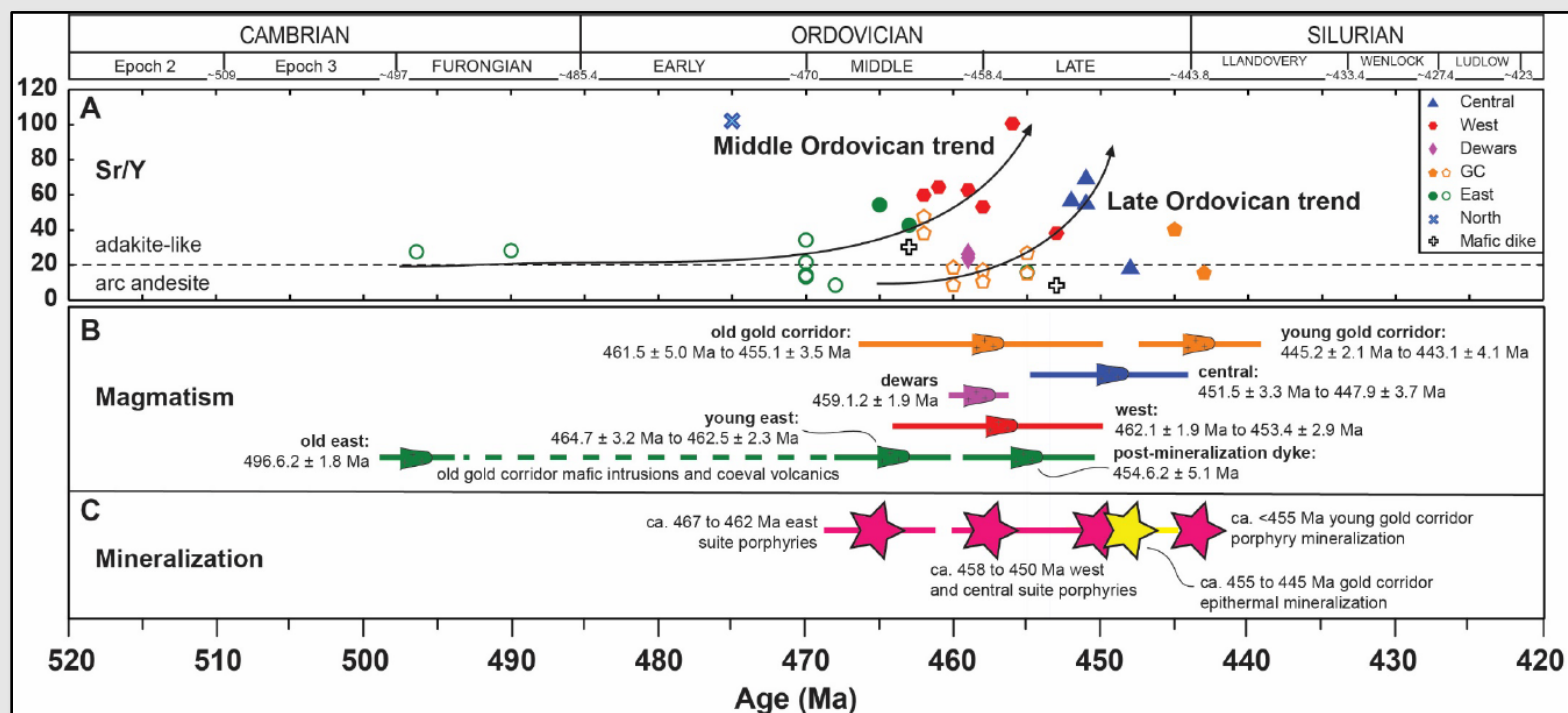 CAMBRIAN ORDOVICIAN SILURIAN
Epoch 2 ~509 Epoch 3 ~497 FURONGIAN ~485.4 EARLY ~470 MIDDLE ~458.4 LATE ~443.8 LLANDOVERY ~433.4 WENLOCK ~427.4 LUDLOW ~423
A
Sr/Y
120
100
80
60
40
20
0
adakite-like
arc andesite
Middle Ordovican trend
Late Ordovican trend
Central
West
Dewars
GC
East
North
Mafic dike
B
Magmatism
old gold corridor:
461.5 ± 5.0 Ma to 455.1 ± 3.5 Ma
young gold corridor:
445.2 ± 2.1 Ma to 443.1 ± 4.1 Ma
central:
451.5 ± 3.3 Ma to 447.9 ± 3.7 Ma
dewars
459.1.2 ± 1.9 Ma
west:
462.1 ± 1.9 Ma to 453.4 ± 2.9 Ma
young east:
464.7 ± 3.2 Ma to 462.5 ± 2.3 Ma
old east:
496.6.2 ± 1.8 Ma
old gold corridor mafic intrusions and coeval volcanics
post-mineralization dyke:
454.6.2 ± 5.1 Ma
C
Mineralization
ca. 467 to 462 Ma east
suite porphyries
ca. 458 to 450 Ma west
and central suite porphyries
ca. <455 Ma young gold corridor
porphyry mineralization
ca. 455 to 445 Ma gold corridor
epithermal mineralization
520 510 500 490 480 470 460 450 440 430 420
Age (Ma)